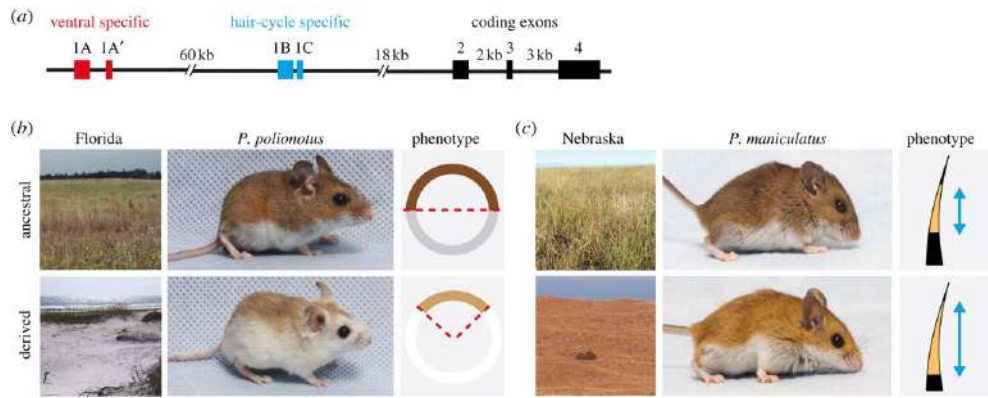 (a)
ventral specific
hair-cycle specific
coding exons
1A 1A′
60 kb
1B 1C
18 kb
2 2 kb 3 3 kb 4
(b)
Florida
P. polionotus
phenotype
(c)
Nebraska
P. maniculatus
phenotype
ancestral
derived